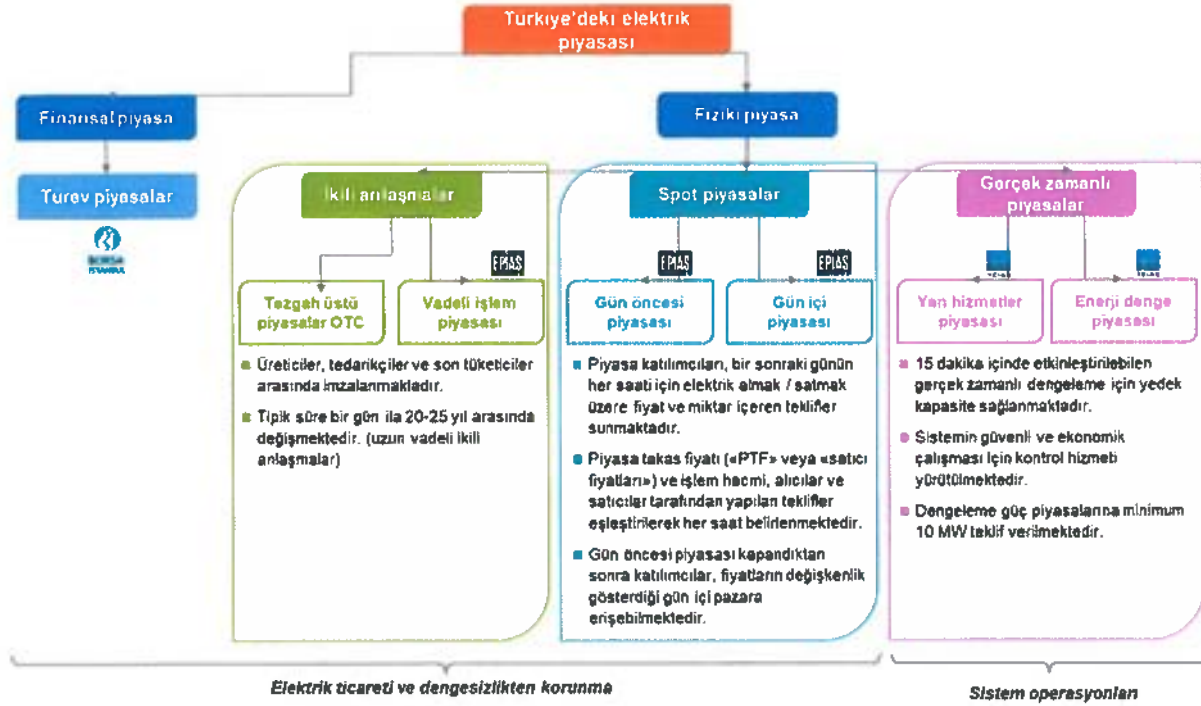 Türkiye'deki elektrik
piyasası
Finansal piyasa
Fiziki piyasa
Türev piyasalar
BORSA
İSTANBUL
İkili anlaşmalar
Spot piyasalar
Gerçek zamanlı
piyasalar
EPİAŞ
EPİAŞ
EPİAŞ
TEİAŞ
TEİAŞ
Tezgah üstü
piyasalar OTC
Vadeli işlem
piyasası
Gün öncesi
piyasası
Gün içi
piyasası
Yan hizmetler
piyasası
Enerji denge
piyasası
Üreticiler, tedarikçiler ve son tüketiciler
arasında imzalanmaktadır.
Tipik süre bir gün ila 20-25 yıl arasında
değişmektedir. (uzun vadeli ikili
anlaşmalar)
Piyasa katılımcıları, bir sonraki günün
her saati için elektrik almak / satmak
üzere fiyat ve miktar içeren teklifler
sunmaktadır.
Piyasa takas fiyatı («PTF» veya «satıcı
fiyatları») ve işlem hacmi, alıcılar ve
satıcılar tarafından yapılan teklifler
eşleştirilerek her saat belirlenmektedir.
Gün öncesi piyasası kapandıktan
sonra katılımcılar, fiyatların değişkenlik
gösterdiği gün içi pazara
erişebilmektedir.
15 dakika içinde etkinleştirilebilen
gerçek zamanlı dengeleme için yedek
kapasite sağlanmaktadır.
Sistemin güvenli ve ekonomik
çalışması için kontrol hizmeti
yürütülmektedir.
Dengeleme güç piyasalarına minimum
10 MW teklif verilmektedir.
Elektrik ticareti ve dengesizlikten korunma
Sistem operasyonları